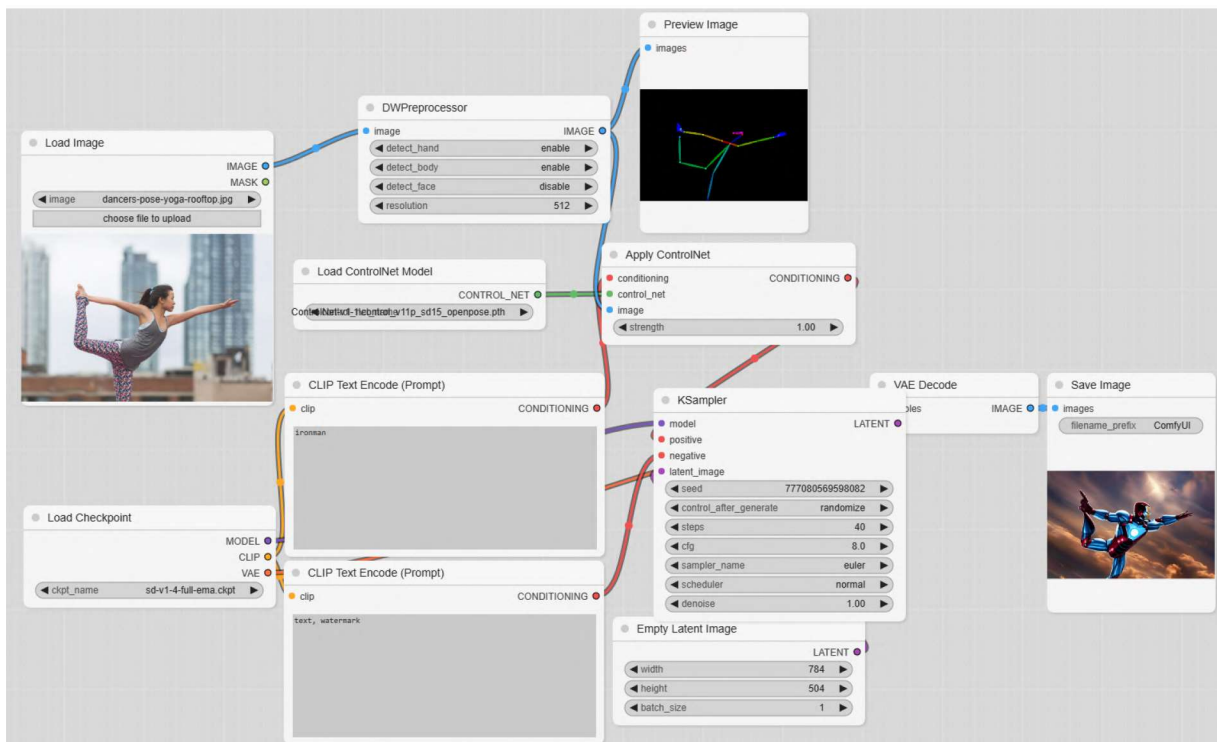 Preview Image
images
DWPreprocessor
image IMAGE
detect_hand enable
detect_body enable
detect_face disable
resolution 512
Load Image
IMAGE
MASK
image dancers-pose-yoga-rooftop.jpg
choose file to upload
Load ControlNet Model
CONTROL_NET
v11p_sd15_openpose.pth
Apply ControlNet
conditioning CONDITIONING
control_net
image
strength 1.00
CLIP Text Encode (Prompt)
clip CONDITIONING
ironman
Load Checkpoint
MODEL
CLIP
VAE
ckpt_name sd-v1-4-full-ema.ckpt
CLIP Text Encode (Prompt)
clip CONDITIONING
text, watermark
KSampler
model LATENT
positive
negative
latent_image
seed 777080569598082
control_after_generate randomize
steps 40
cfg 8.0
sampler_name euler
scheduler normal
denoise 1.00
Empty Latent Image
LATENT
width 784
height 504
batch_size 1
VAE Decode
IMAGE
Save Image
images
filename_prefix ComfyUI